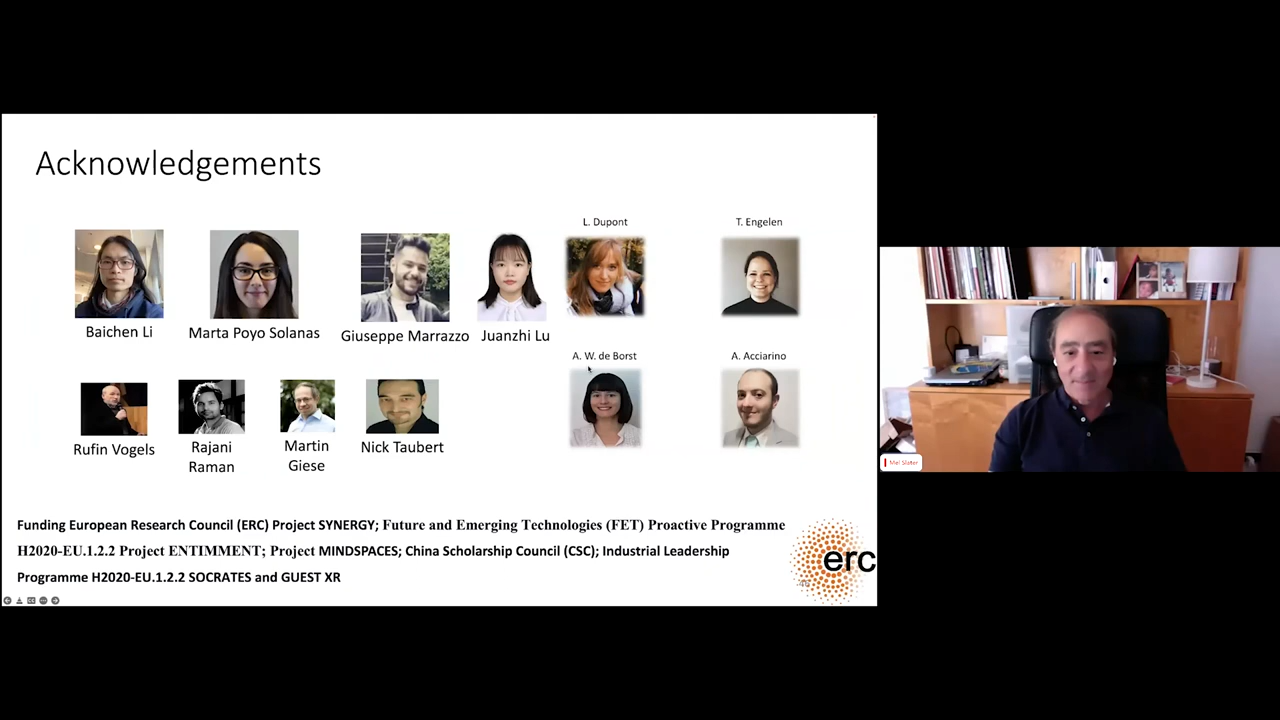 Acknowledgements
L. Dupont
T. Engelen
Baichen Li
Marta Poyo Solanas
Giuseppe Marrazzo
Juanzhi Lu
A. W. de Borst
A. Acciarino
Rufin Vogels
Rajani
Raman
Martin
Giese
Nick Taubert
Funding European Research Council (ERC) Project SYNERGY; Future and Emerging Technologies (FET) Proactive Programme
H2020-EU.1.2.2 Project ENTIMMENT; Project MINDSPACES; China Scholarship Council (CSC); Industrial Leadership
Programme H2020-EU.1.2.2 SOCRATES and GUEST XR
erc
Mel Slater